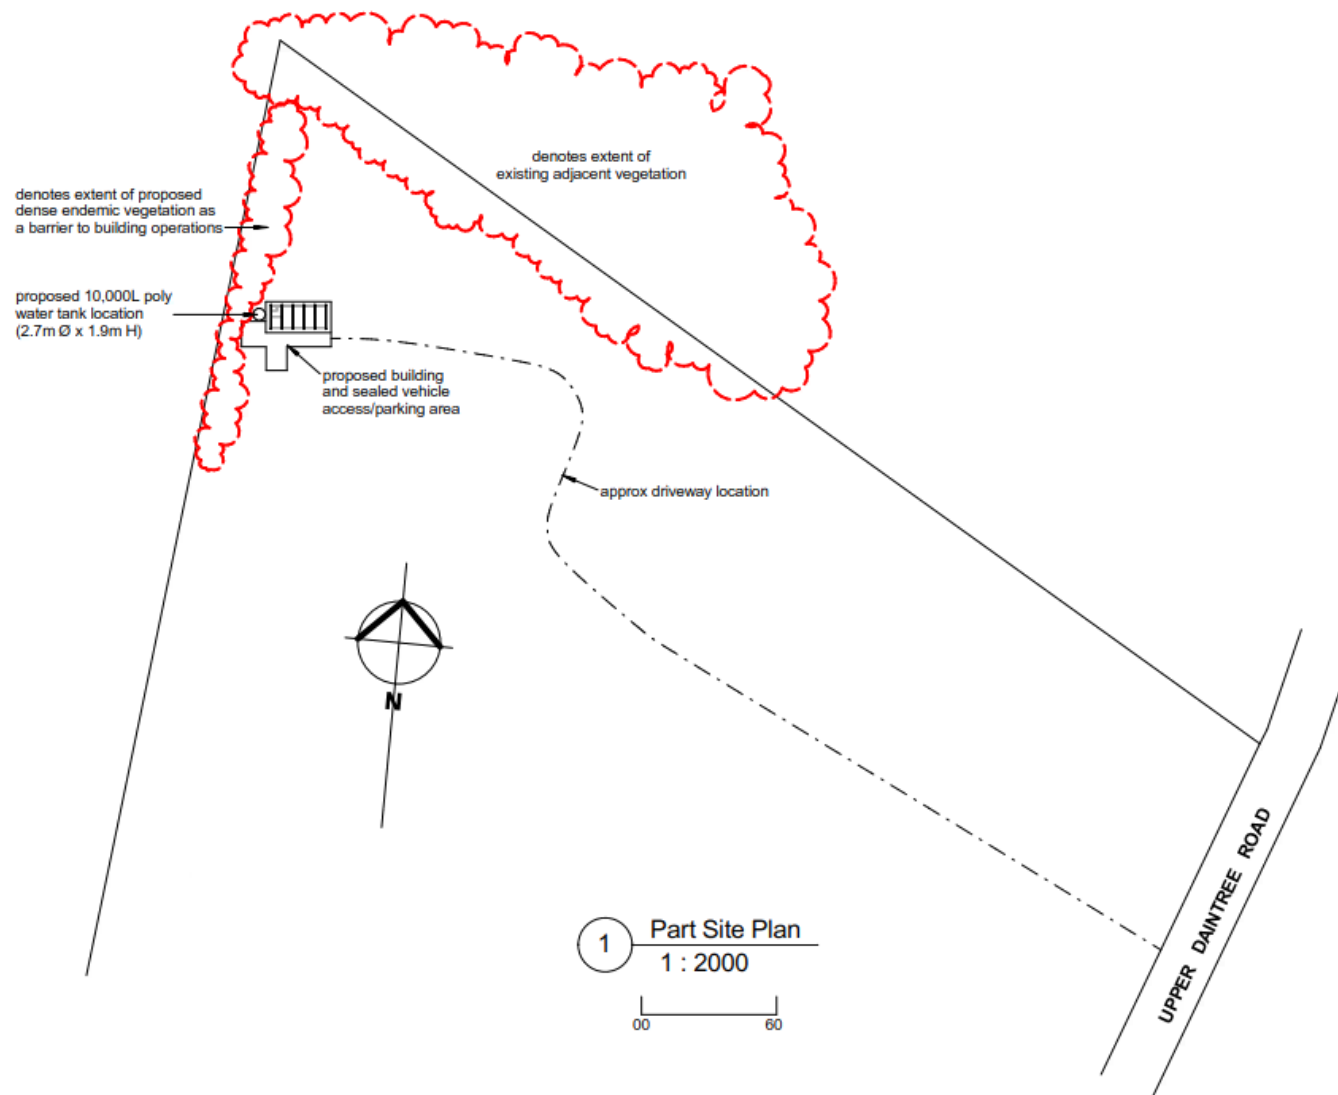 denotes extent of
existing adjacent vegetation
denotes extent of proposed
dense endemic vegetation as
a barrier to building operations
proposed 10,000L poly
water tank location
(2.7m Ø x 1.9m H)
proposed building
and sealed vehicle
access/parking area
approx driveway location
N
UPPER DAINTREE ROAD
1
Part Site Plan
1 : 2000
00 60